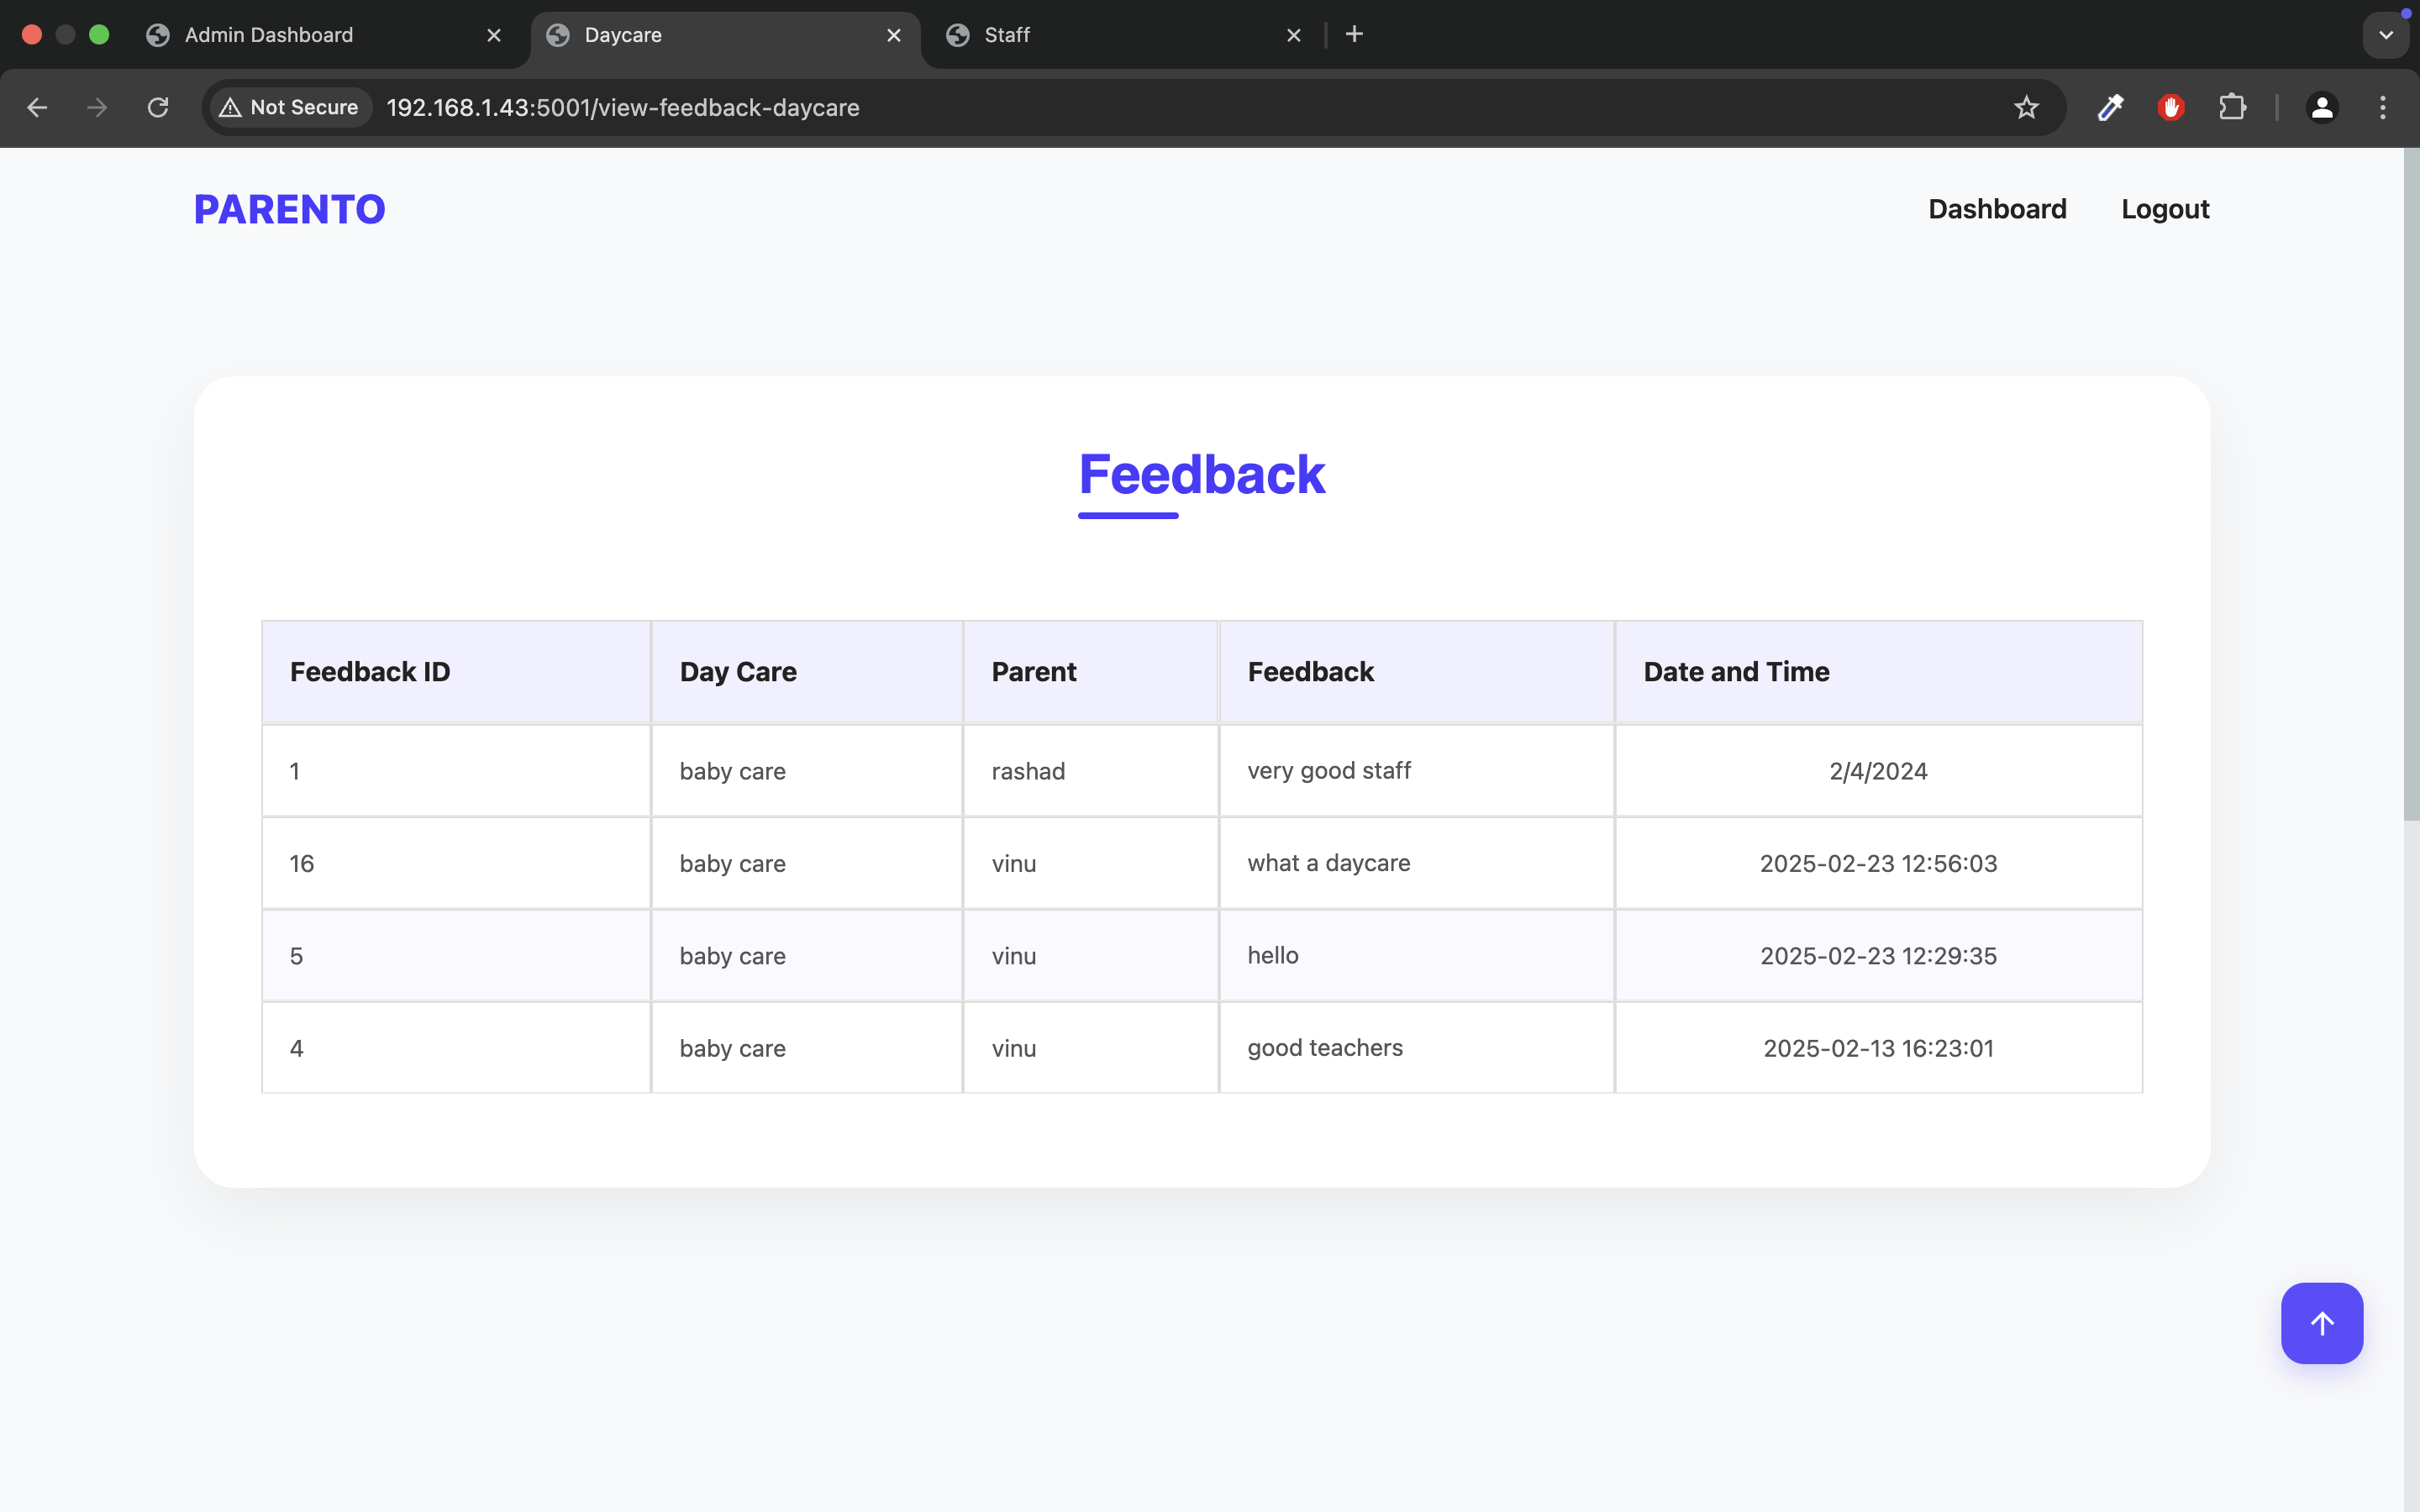 Admin Dashboard Daycare Staff
Not Secure 192.168.1.43:5001/view-feedback-daycare
PARENTO Dashboard Logout
Feedback
Feedback ID Day Care Parent Feedback Date and Time
1 baby care rashad very good staff 2/4/2024
16 baby care vinu what a daycare 2025-02-23 12:56:03
5 baby care vinu hello 2025-02-23 12:29:35
4 baby care vinu good teachers 2025-02-13 16:23:01